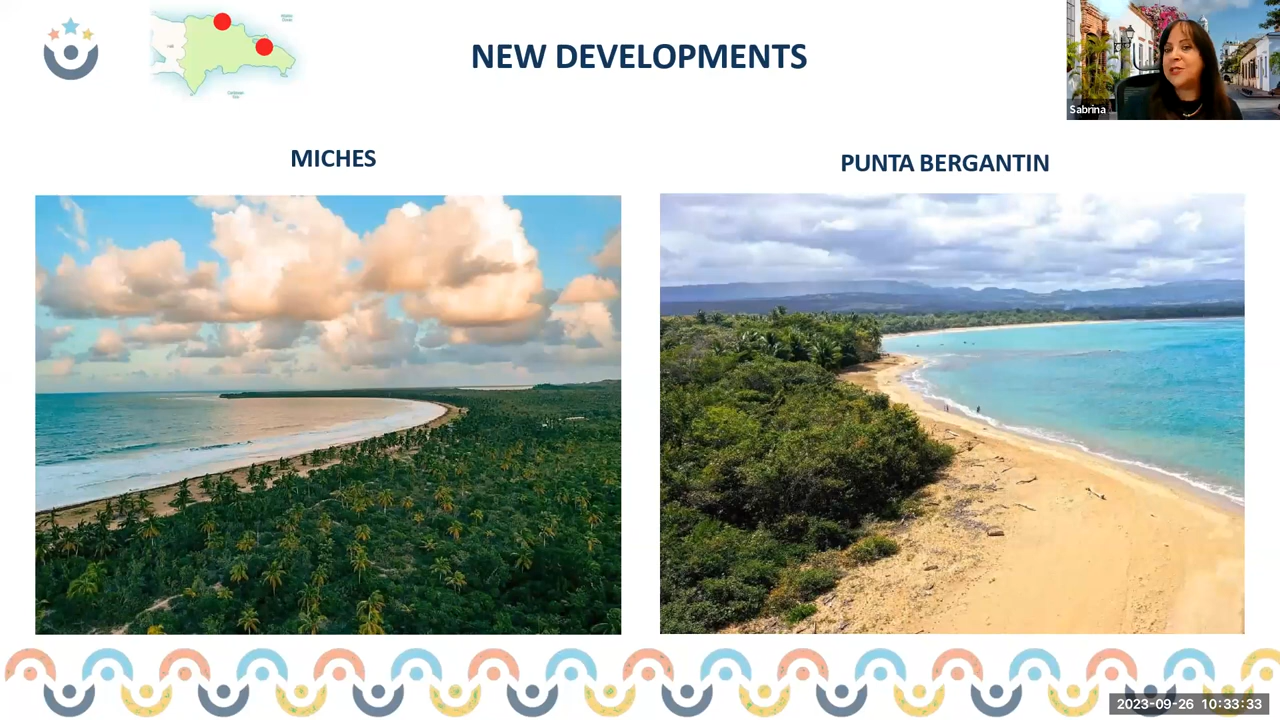 NEW DEVELOPMENTS
Sabrina
MICHES
PUNTA BERGANTIN
2023-09-26 10:33:33